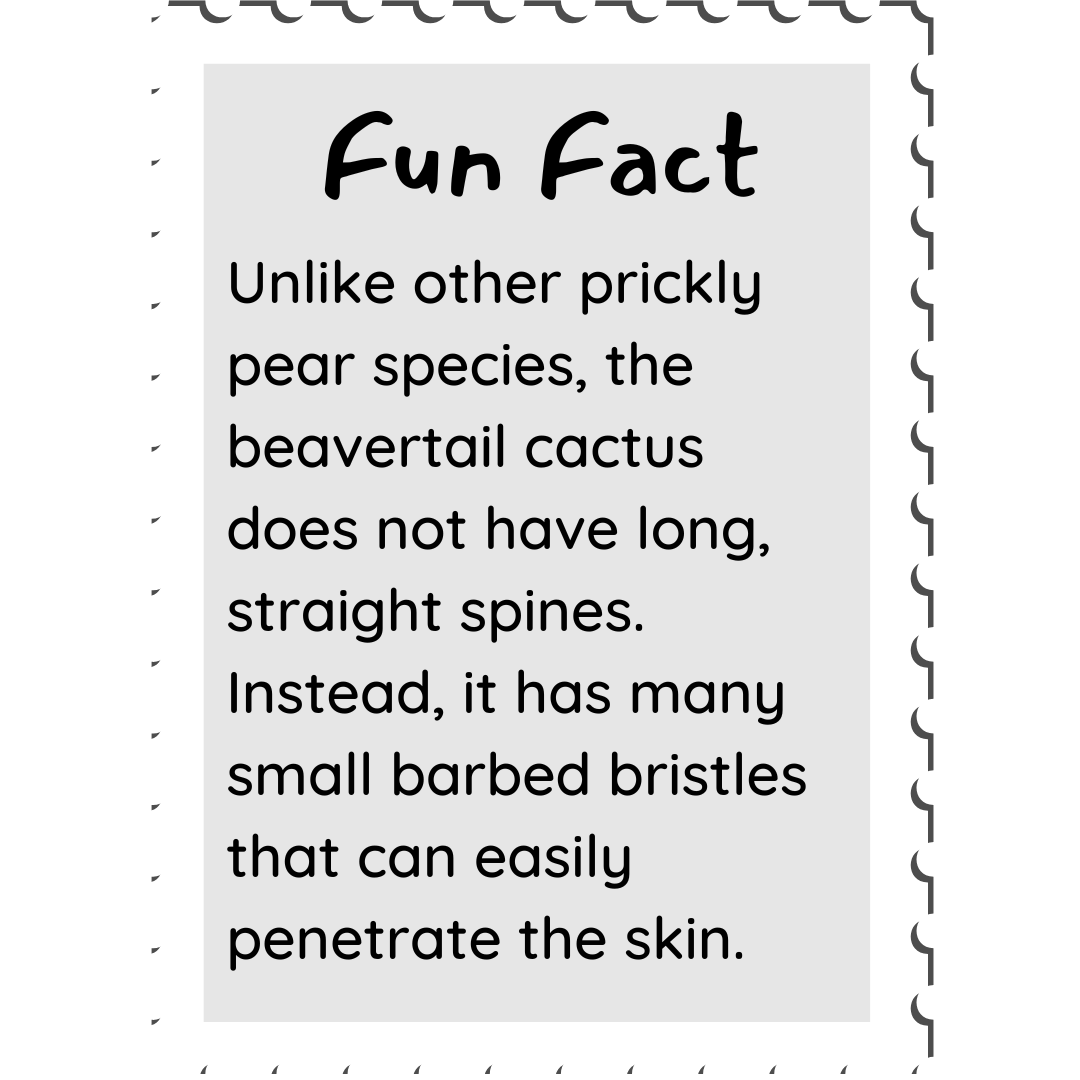 Fun Fact
Unlike other prickly
pear species, the
beavertail cactus
does not have long,
straight spines.
Instead, it has many
small barbed bristles
that can easily
penetrate the skin.